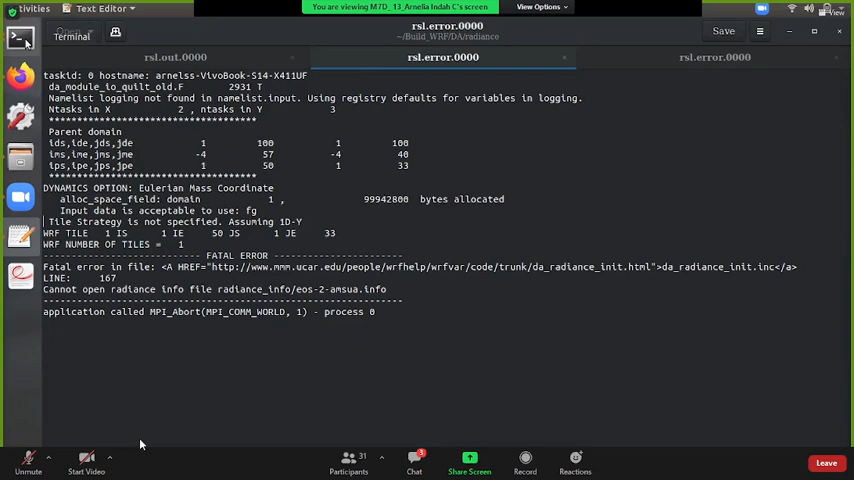 You are viewing M7D_ 13_Arnelia Indah C's screen
View Options
tivities
Text Editor
View
Terminal
rsl.error.0000
~/Build_WRF/DA/radiance
Save
rsl.out.0000
rsl.error.0000
rsl.error.0000
taskid: 0 hostname: arnelss-VivoBook-S14-X411UF
da_module_io_quilt_old.F 2931 T
Namelist logging not found in namelist.input. Using registry defaults for variables in logging.
Ntasks in X 2 , ntasks in Y 3
*************************************
Parent domain
ids,ide,jds,jde 1 100 1 100
ims,ime,jms,jme -4 57 -4 40
ips,ipe,jps,jpe 1 50 1 33
*************************************
DYNAMICS OPTION: Eulerian Mass Coordinate
alloc_space_field: domain 1 , 99942800 bytes allocated
Input data is acceptable to use: fg
Tile Strategy is not specified. Assuming 1D-Y
WRF TILE 1 IS 1 IE 50 JS 1 JE 33
WRF NUMBER OF TILES = 1
---------------------------- FATAL ERROR -----------------------
Fatal error in file: <A HREF="http://www.mmm.ucar.edu/people/wrfhelp/wrfvar/code/trunk/da_radiance_init.html">da_radiance_init.inc</a>
LINE: 167
Cannot open radiance info file radiance_info/eos-2-amsua.info
----------------------------------------------------------------
application called MPI_Abort(MPI_COMM_WORLD, 1) - process 0
31
3
Unmute
Start Video
Participants
Chat
Share Screen
Record
Reactions
Leave